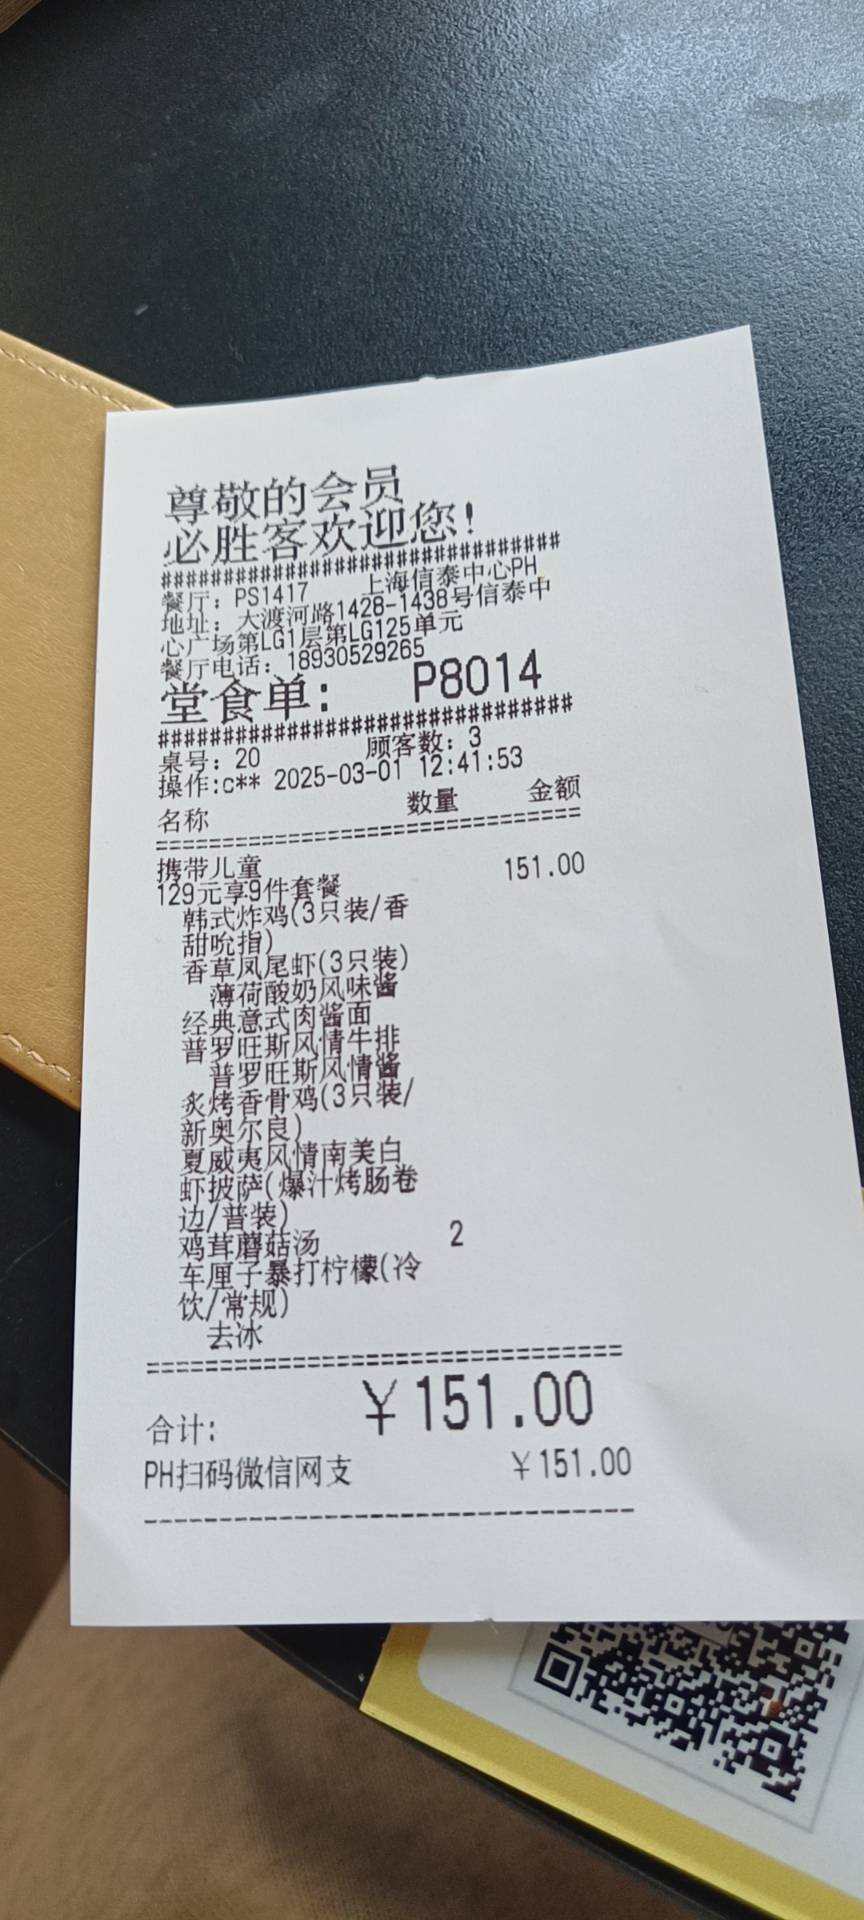 尊敬的会员
必胜客欢迎您!
##############################
餐厅: PS1417 上海信泰中心PH
地址: 大渡河路1428-1438号信泰中
心广场第LG1层第LG125单元
餐厅电话: 18930529265
堂食单: P8014
##############################
桌号: 20 顾客数: 3
操作:c** 2025-03-01 12:41:53
名称 数量 金额
==============================
携带儿童 151.00
129元享9件套餐
韩式炸鸡(3只装/香
甜吮指)
香草凤尾虾(3只装)
薄荷酸奶风味酱
经典意式肉酱面
普罗旺斯风情牛排
普罗旺斯风情酱
炙烤香骨鸡(3只装/
新奥尔良)
夏威夷风情南美白
虾披萨(爆汁烤肠卷
边/普装)
鸡茸蘑菇汤 2
车厘子暴打柠檬(冷
饮/常规)
去冰
==============================
合计: ￥151.00
PH扫码微信网支 ￥151.00
------------------------------